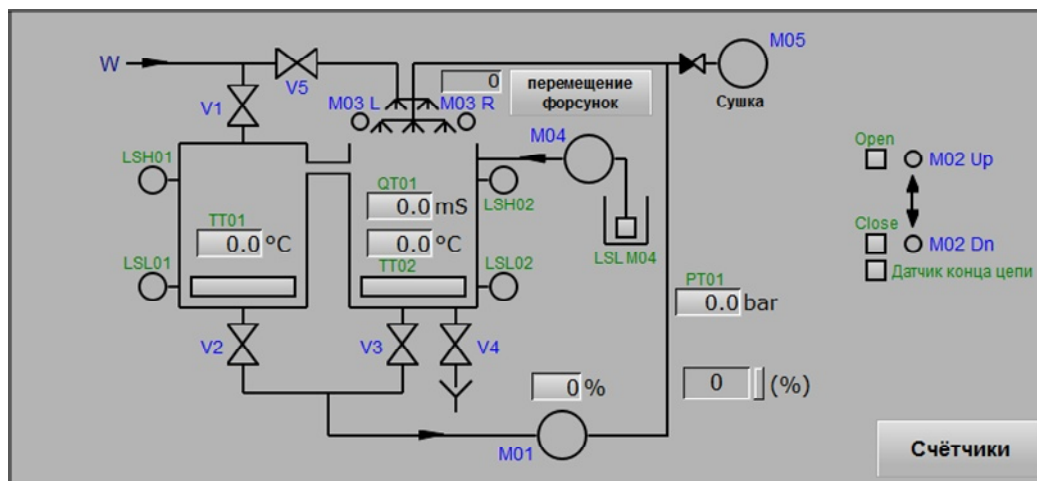 M05
W
V5
0
перемещение
форсунок
Сушка
V1
M03 L
M03 R
M04
Open
M02 Up
LSH01
QT01
0.0 mS
LSH02
TT01
0.0 °C
0.0 °C
TT02
LSL M04
Close
M02 Dn
Датчик конца цепи
LSL01
LSL02
PT01
0.0 bar
V2
V3
V4
0 %
0 (%)
M01
Счётчики